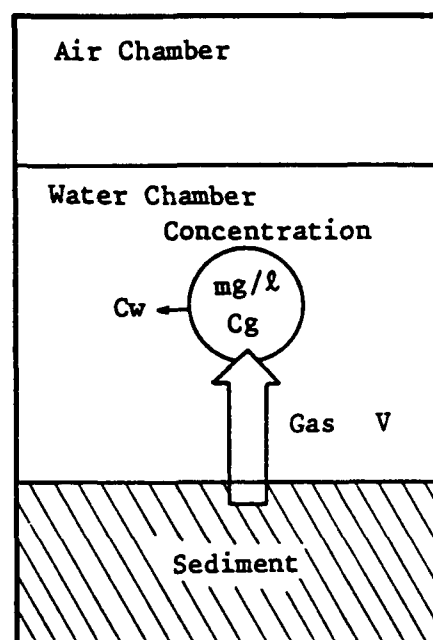 Air Chamber
Water Chamber
Concentration
mg/ℓ
Cw
Cg
Gas V
Sediment